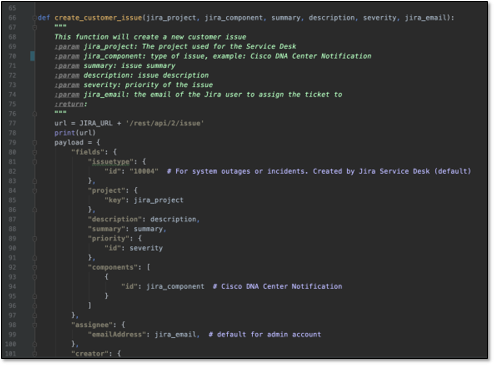 65
66 def create_customer_issue(jira_project, jira_component, summary, description, severity, jira_email):
67 """
68 This function will create a new customer issue
69 :param jira_project: The project used for the Service Desk
70 :param jira_component: type of issue, example: Cisco DNA Center Notification
71 :param summary: issue summary
72 :param description: issue description
73 :param severity: priority of the issue
74 :param jira_email: the email of the Jira user to assign the ticket to
75 :return:
76 """
77 url = JIRA_URL + '/rest/api/2/issue'
78 print(url)
79 payload = {
80 "fields": {
81 "issuetype": {
82 "id": "10004" # For system outages or incidents. Created by Jira Service Desk (default)
83 },
84 "project": {
85 "key": jira_project
86 },
87 "description": description,
88 "summary": summary,
89 "priority": {
90 "id": severity
91 },
92 "components": [
93 {
94 "id": jira_component # Cisco DNA Center Notification
95 }
96 ]
97 },
98 "assignee": {
99 "emailAddress": jira_email, # default for admin account
100 },
101 "creator": {